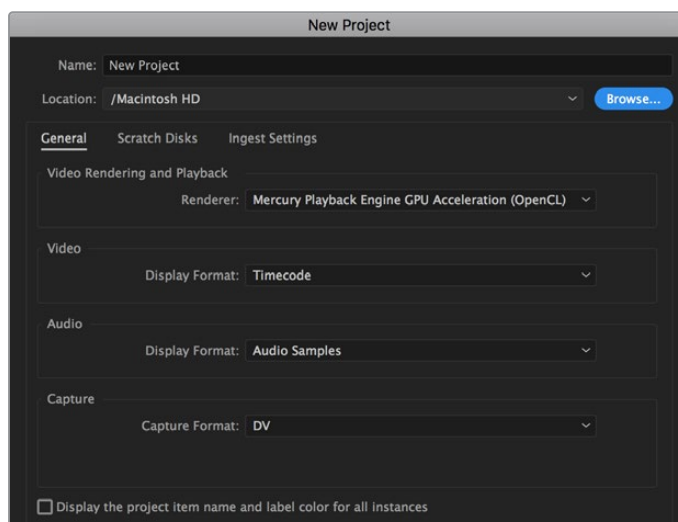 New Project
Name: New Project
Location: /Macintosh HD Browse...
General Scratch Disks Ingest Settings
Video Rendering and Playback
Renderer: Mercury Playback Engine GPU Acceleration (OpenCL)
Video
Display Format: Timecode
Audio
Display Format: Audio Samples
Capture
Capture Format: DV
Display the project item name and label color for all instances